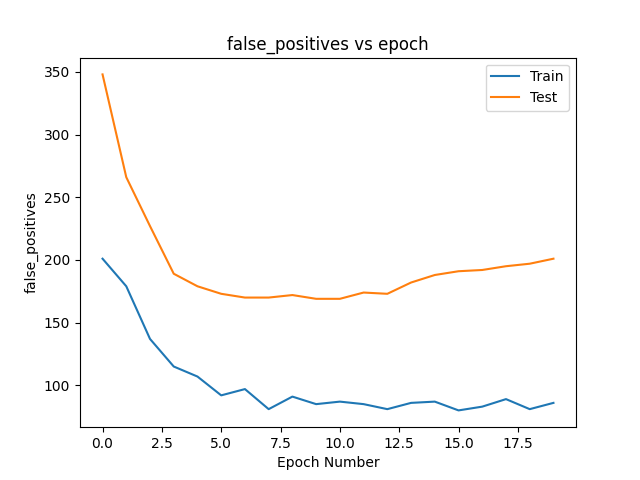 false_positives vs epoch
350
300
250
200
150
100
false_positives
Train
Test
0.0 2.5 5.0 7.5 10.0 12.5 15.0 17.5
Epoch Number